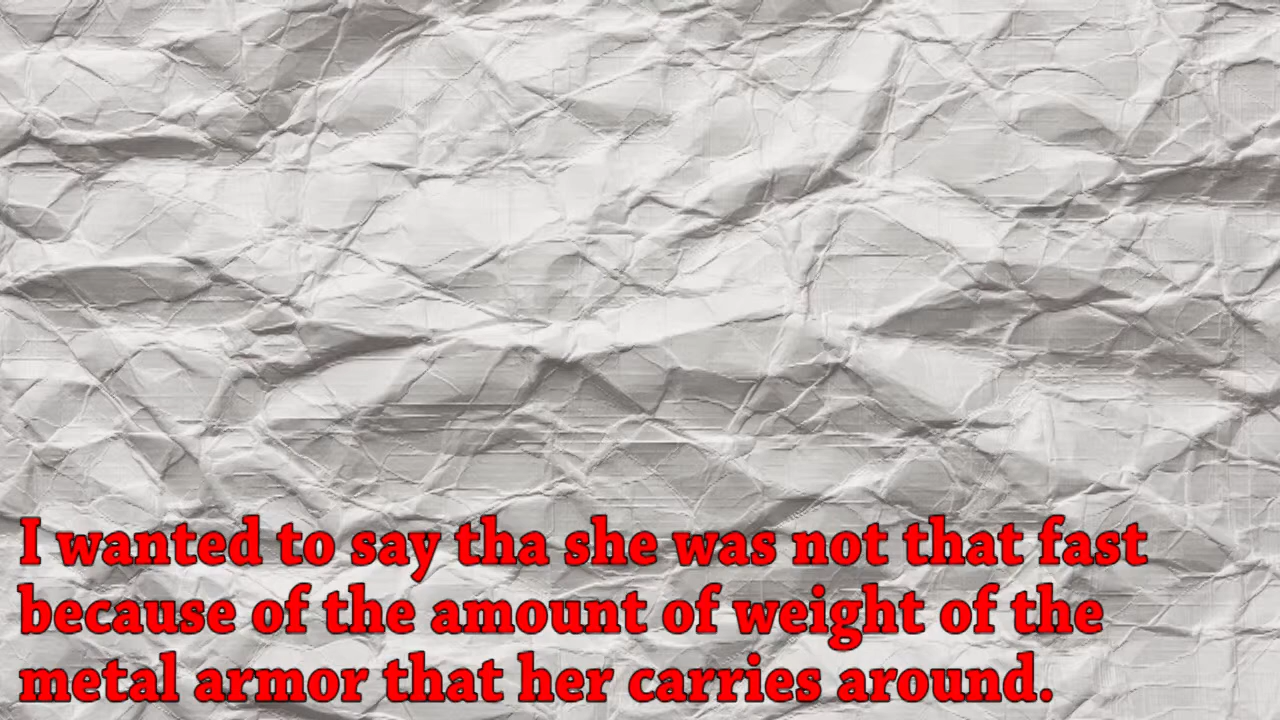 I wanted to say tha she was not that fast
because of the amount of weight of the
metal armor that her carries around.